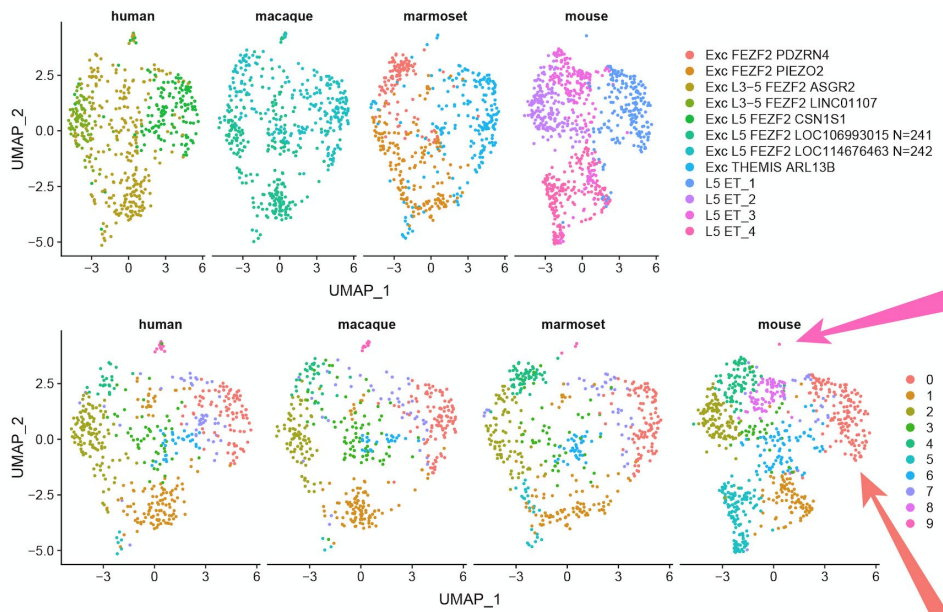 human macaque marmoset mouse
UMAP_2
2.5
0.0
−2.5
−5.0
−3 0 3 6 −3 0 3 6 −3 0 3 6 −3 0 3 6
UMAP_1
Exc FEZF2 PDZRN4
Exc FEZF2 PIEZO2
Exc L3−5 FEZF2 ASGR2
Exc L3−5 FEZF2 LINC01107
Exc L5 FEZF2 CSN1S1
Exc L5 FEZF2 LOC106993015 N=241
Exc L5 FEZF2 LOC114676463 N=242
Exc THEMIS ARL13B
L5 ET_1
L5 ET_2
L5 ET_3
L5 ET_4
human macaque marmoset mouse
UMAP_2
2.5
0.0
−2.5
−5.0
−3 0 3 6 −3 0 3 6 −3 0 3 6 −3 0 3 6
UMAP_1
0
1
2
3
4
5
6
7
8
9